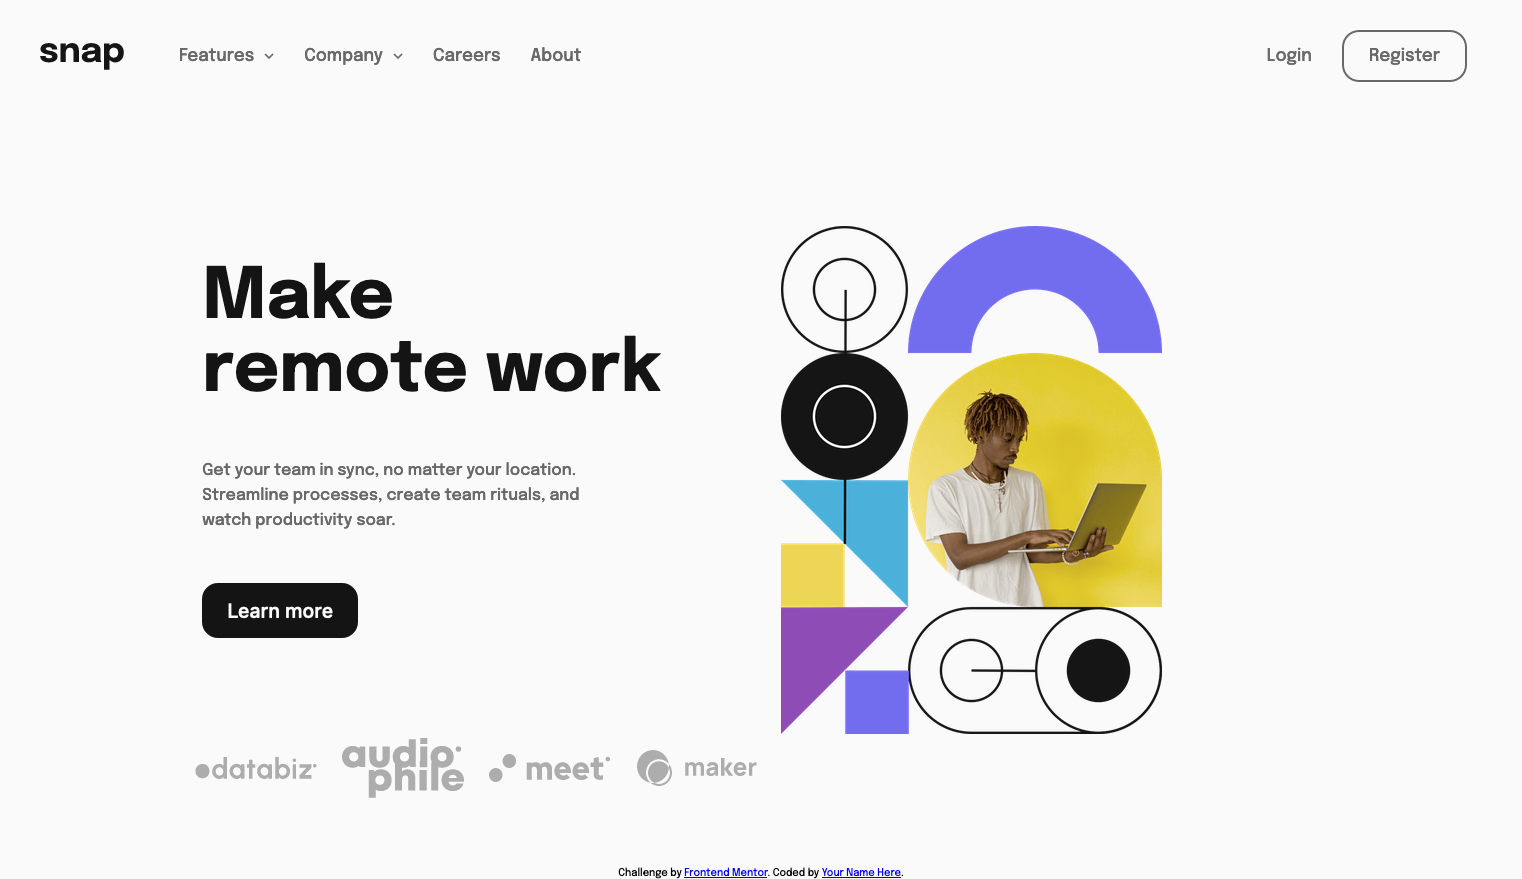 snap
Features
Company
Careers
About
Login
Register
Make
remote work
Get your team in sync, no matter your location.
Streamline processes, create team rituals, and
watch productivity soar.
Learn more
databiz
audio
phile
meet
maker
Challenge by Frontend Mentor. Coded by Your Name Here.